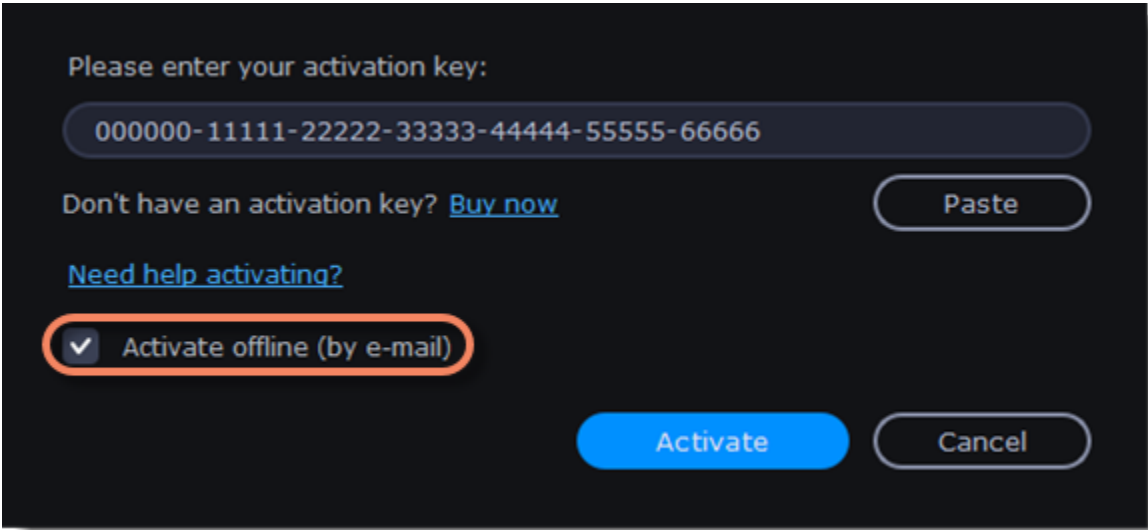 Please enter your activation key:
000000-11111-22222-33333-44444-55555-66666
Don't have an activation key? Buy now
Paste
Need help activating?
Activate offline (by e-mail)
Activate
Cancel